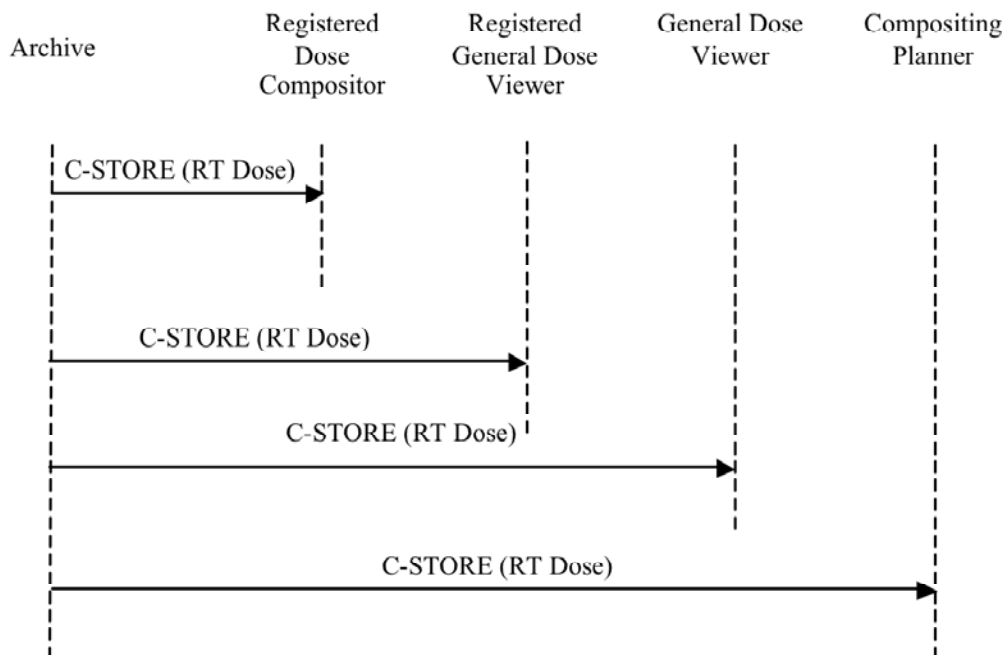 Archive
Registered
Dose
Compositor
Registered
General Dose
Viewer
General Dose
Viewer
Compositing
Planner
C-STORE (RT Dose)
C-STORE (RT Dose)
C-STORE (RT Dose)
C-STORE (RT Dose)